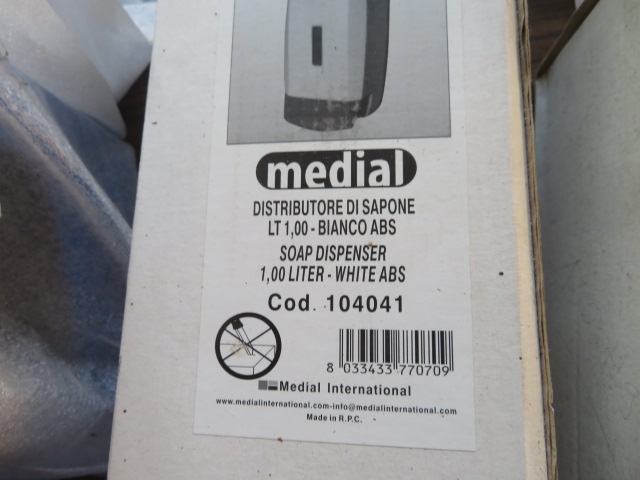 medial
DISTRIBUTORE DI SAPONE
LT 1,00 - BIANCO ABS
SOAP DISPENSER
1,00 LITER - WHITE ABS
Cod. 104041
8 033433 770709
Medial International
www.medialinternational.com-info@medialinternational.com
Made in R.P.C.